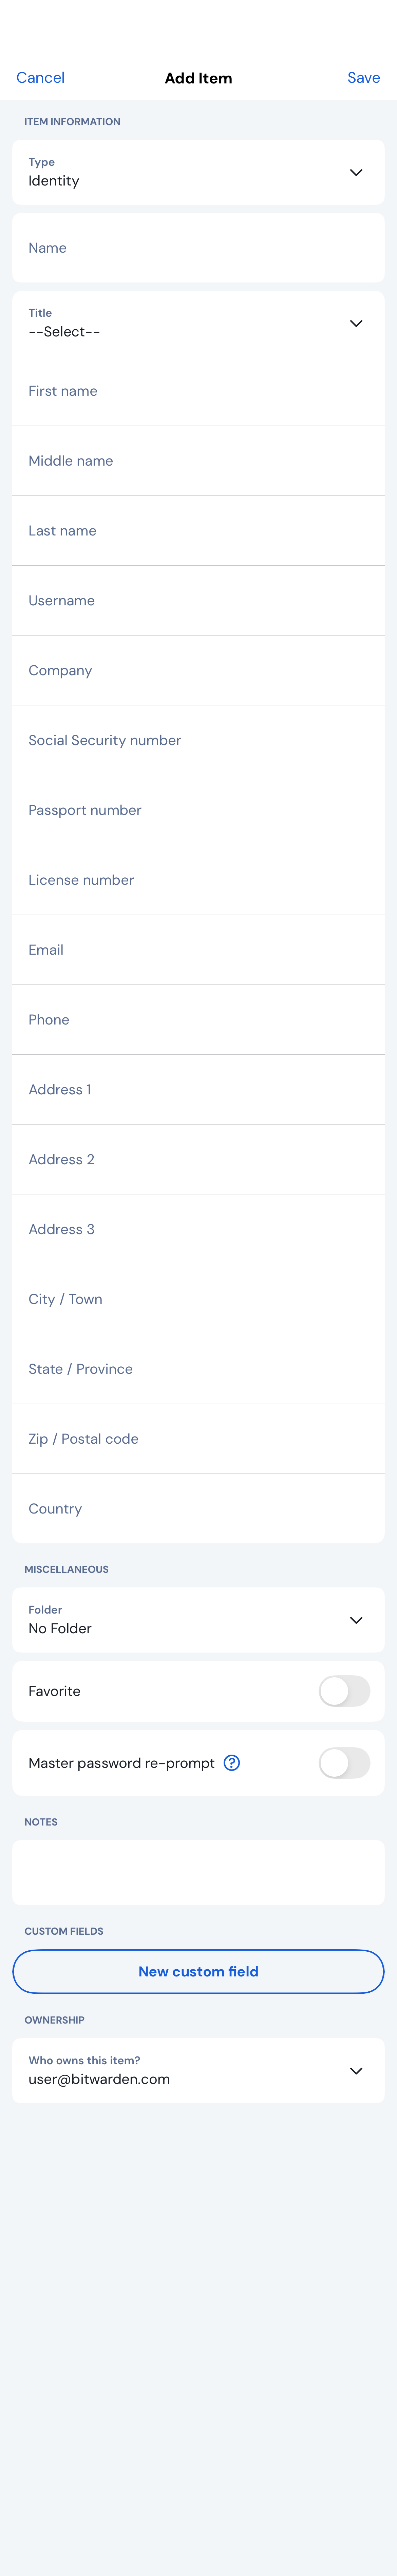 Cancel
Add Item
Save
ITEM INFORMATION
Type
Identity
Name
Title
--Select--
First name
Middle name
Last name
Username
Company
Social Security number
Passport number
License number
Email
Phone
Address 1
Address 2
Address 3
City / Town
State / Province
Zip / Postal code
Country
MISCELLANEOUS
Folder
No Folder
Favorite
Master password re-prompt
NOTES
CUSTOM FIELDS
New custom field
OWNERSHIP
Who owns this item?
user@bitwarden.com